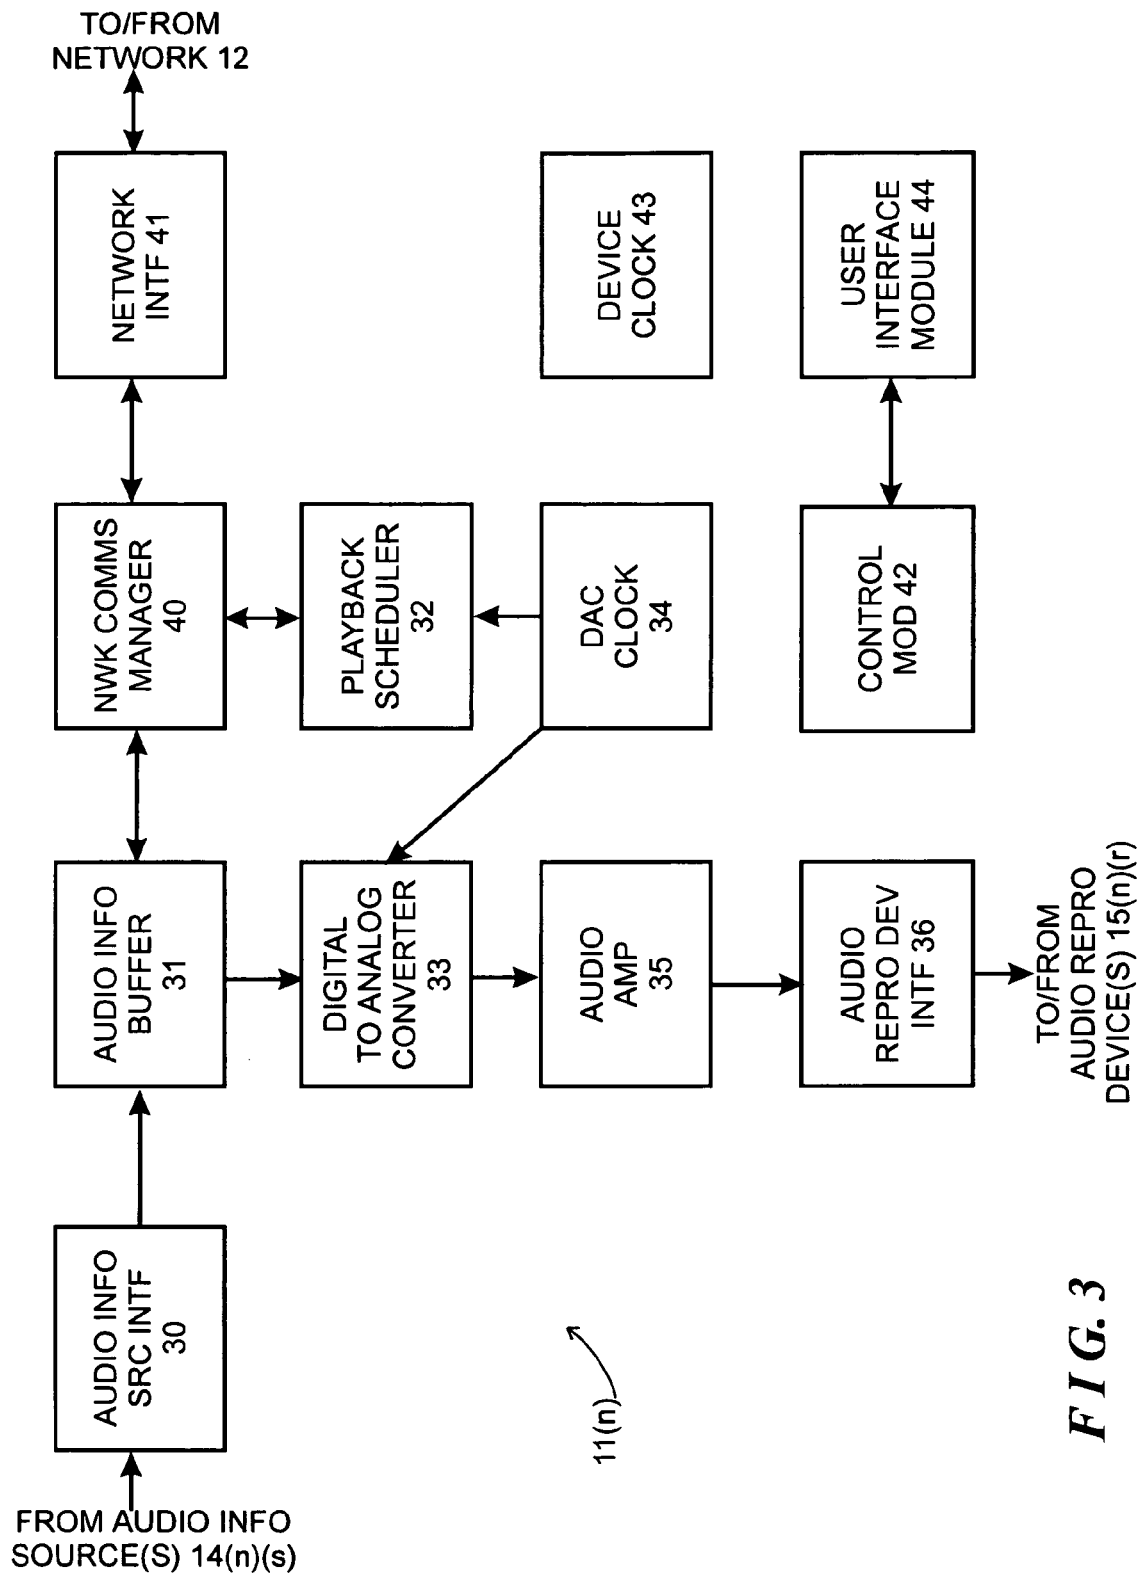 TO/FROM
NETWORK 12
NETWORK
INTF 41
DEVICE
CLOCK 43
USER
INTERFACE
MODULE 44
NWK COMMS
MANAGER
40
PLAYBACK
SCHEDULER
32
DAC
CLOCK
34
CONTROL
MOD 42
AUDIO INFO
BUFFER
31
DIGITAL
TO ANALOG
CONVERTER
33
AUDIO
AMP
35
AUDIO
REPRO DEV
INTF 36
TO/FROM
AUDIO REPRO
DEVICE(S) 15(n)(r)
AUDIO INFO
SRC INTF
30
11(n)
FROM AUDIO INFO
SOURCE(S) 14(n)(s)
FIG. 3